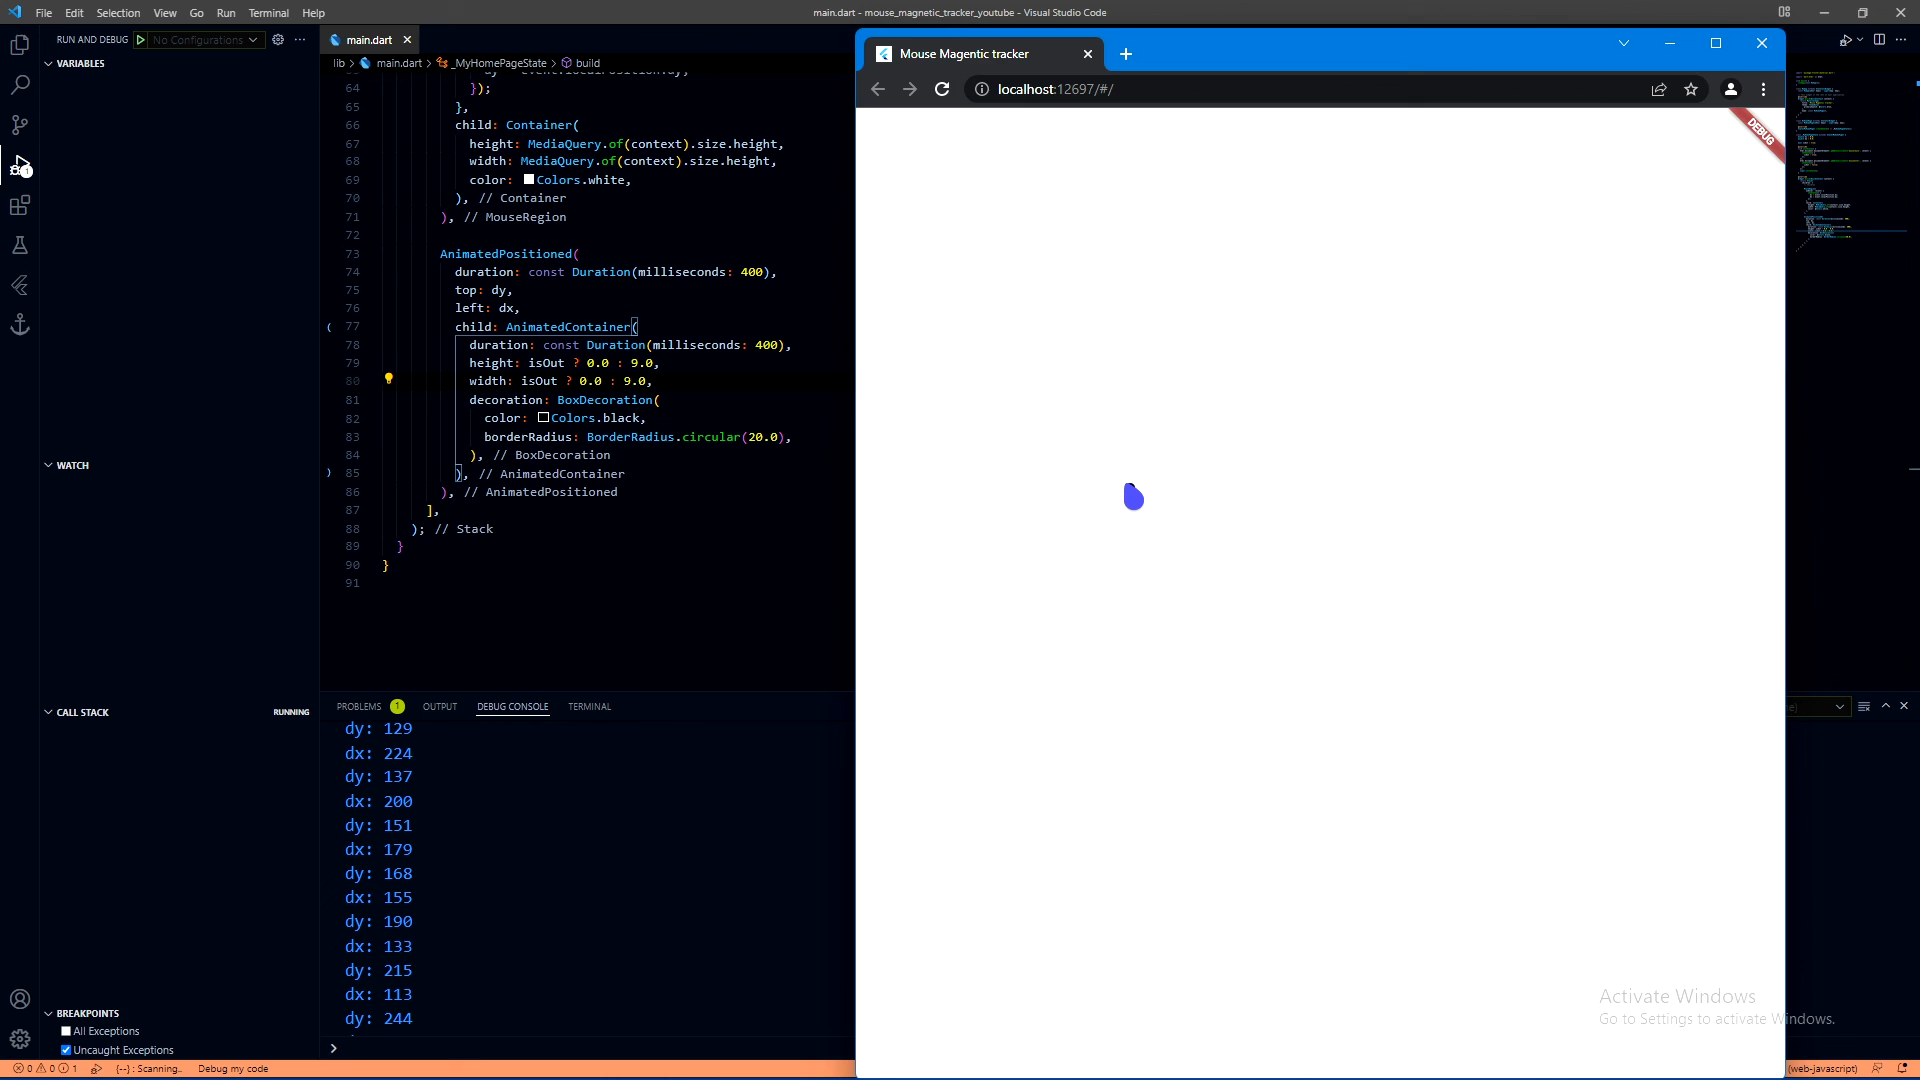 File Edit Selection View Go Run Terminal Help
main.dart - mouse_magnetic_tracker_youtube - Visual Studio Code
RUN AND DEBUG No Configurations
VARIABLES
WATCH
CALL STACK RUNNING
BREAKPOINTS
All Exceptions
Uncaught Exceptions
main.dart
lib > main.dart > _MyHomePageState > build
64 });
65 },
66 child: Container(
67 height: MediaQuery.of(context).size.height,
68 width: MediaQuery.of(context).size.height,
69 color: Colors.white,
70 ), // Container
71 ), // MouseRegion
72
73 AnimatedPositioned(
74 duration: const Duration(milliseconds: 400),
75 top: dy,
76 left: dx,
77 child: AnimatedContainer(
78 duration: const Duration(milliseconds: 400),
79 height: isOut ? 0.0 : 9.0,
80 width: isOut ? 0.0 : 9.0,
81 decoration: BoxDecoration(
82 color: Colors.black,
83 borderRadius: BorderRadius.circular(20.0),
84 ), // BoxDecoration
85 ), // AnimatedContainer
86 ), // AnimatedPositioned
87 ],
88 ); // Stack
89 }
90 }
91
PROBLEMS 1 OUTPUT DEBUG CONSOLE TERMINAL
dy: 129
dx: 224
dy: 137
dx: 200
dy: 151
dx: 179
dy: 168
dx: 155
dy: 190
dx: 133
dy: 215
dx: 113
dy: 244
>
Mouse Magentic tracker
localhost:12697/#/
DEBUG
Activate Windows
Go to Settings to activate Windows.
0 0 1 {--} : Scanning.. Debug my code
(web-javascript)